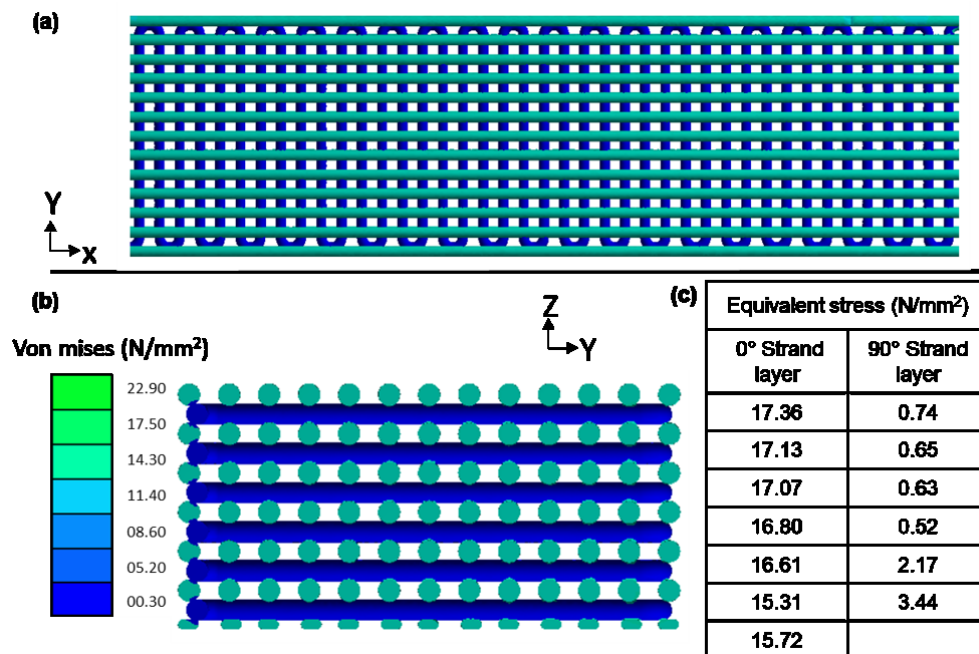 (a)
Y
x
(b)
Z
Y
Von mises (N/mm²)
22.90
17.50
14.30
11.40
08.60
05.20
00.30
(c)
Equivalent stress (N/mm²)
0° Strand layer
90° Strand layer
17.36 0.74
17.13 0.65
17.07 0.63
16.80 0.52
16.61 2.17
15.31 3.44
15.72